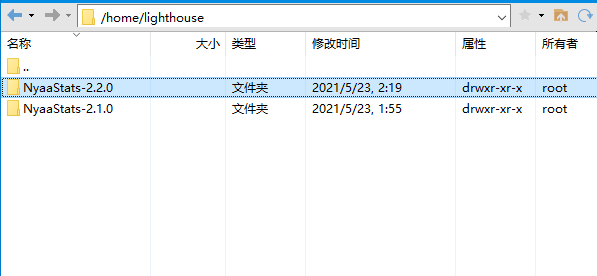 /home/lighthouse
名称 大小 类型 修改时间 属性 所有者
..
NyaaStats-2.2.0 文件夹 2021/5/23, 2:19 drwxr-xr-x root
NyaaStats-2.1.0 文件夹 2021/5/23, 1:55 drwxr-xr-x root